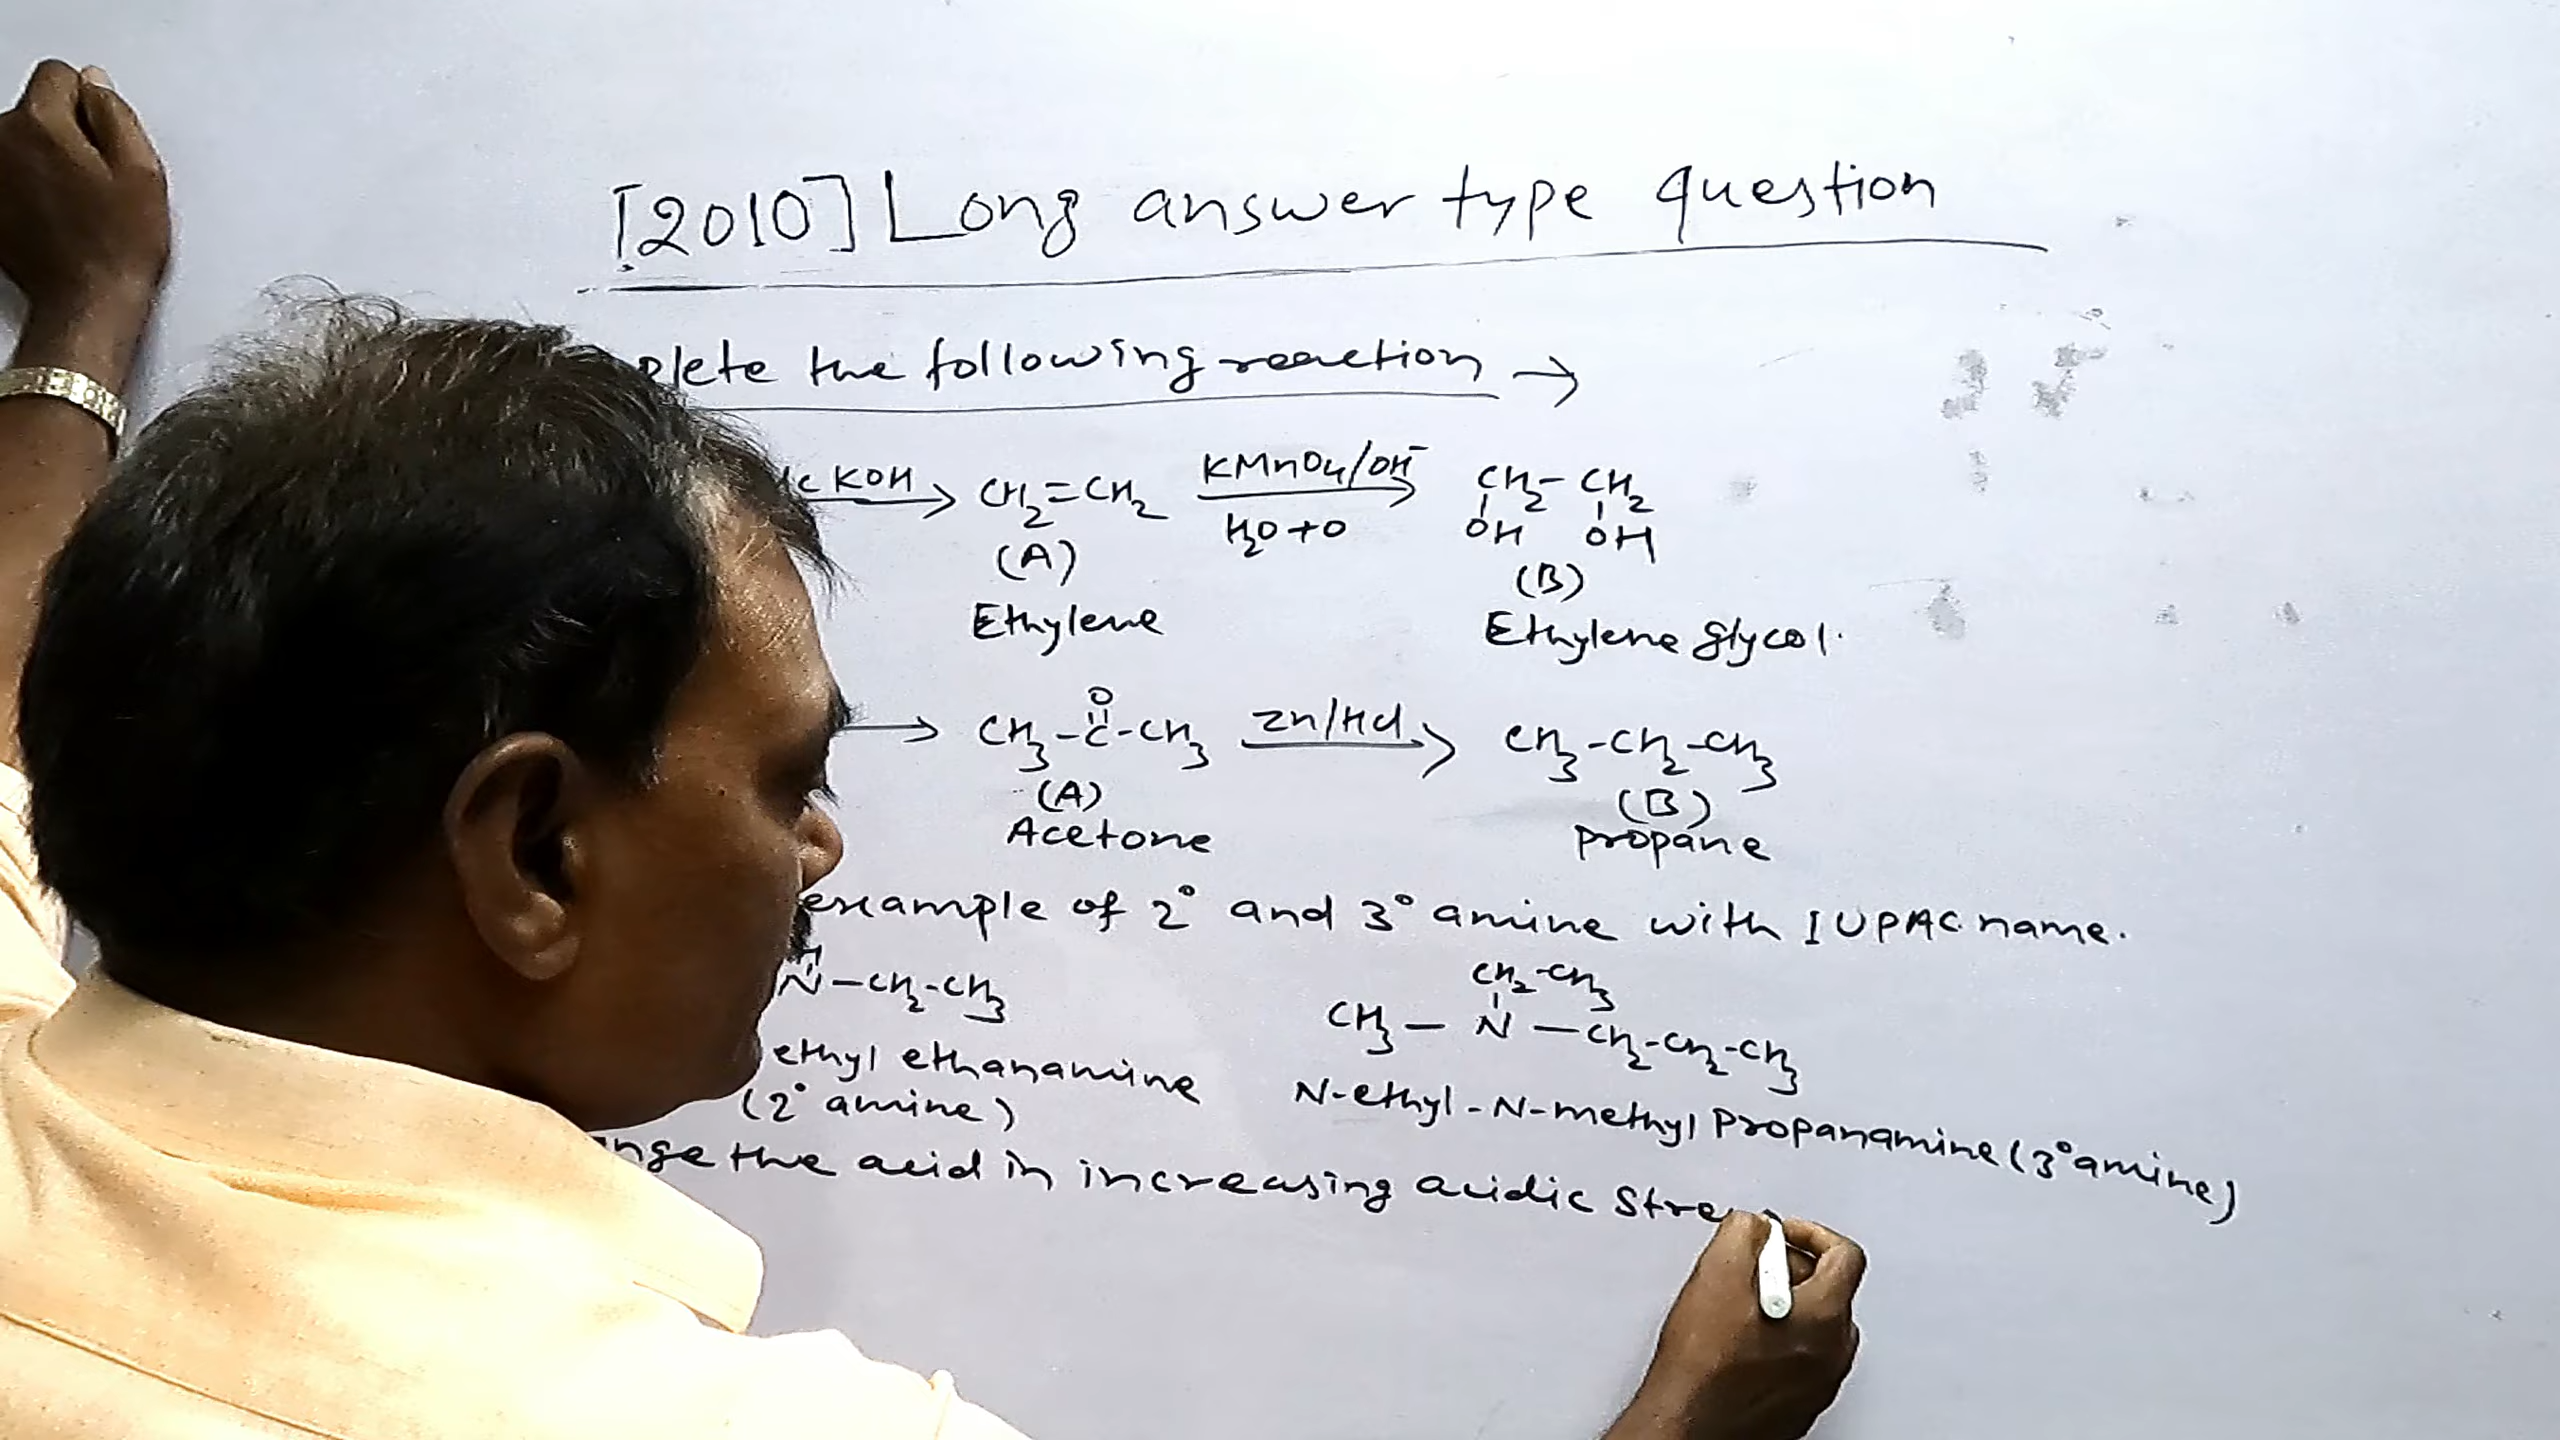 [2010] Long answer type question
plete the following reaction →
c KOH → CH2=CH2 KMnO4/OH⁻ → H2O+O CH2-CH2
OH OH
(A) (B)
Ethylene Ethylene glycol.
→ CH3-C-CH3 Zn/HCl → CH3-CH2-CH3
O
(A) (B)
Acetone propane
example of 2° and 3° amine with IUPAC name.
H CH2-CH3
N-CH2-CH3 CH3-N-CH2-CH2-CH3
ethyl ethanamine N-ethyl-N-methyl Propanamine (3° amine)
(2° amine)
nge the acid in increasing acidic Stre